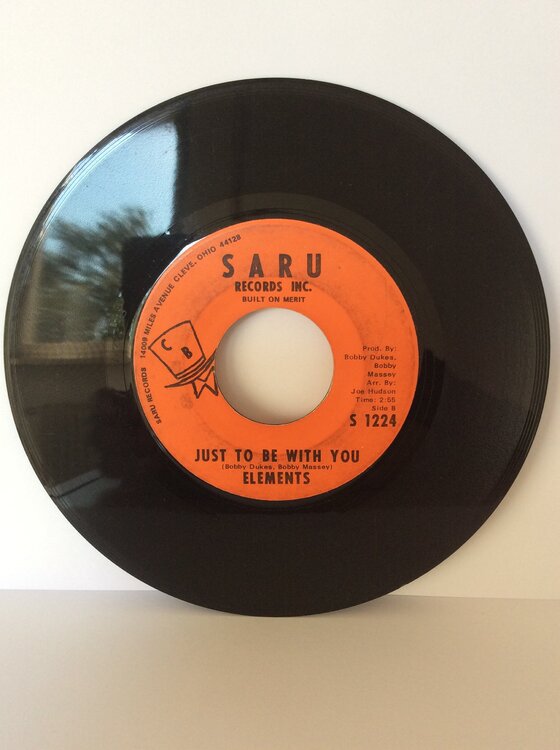 SARU
RECORDS INC.
BUILT ON MERIT
SARU RECORDS 14009 MILES AVENUE CLEVE, OHIO 44128
C B
Prod. By:
Bobby Dukes,
Bobby
Massey
Arr. By:
Joe Hudson
Time: 2:55
Side B
S 1224
JUST TO BE WITH YOU
(Bobby Dukes, Bobby Massey)
ELEMENTS